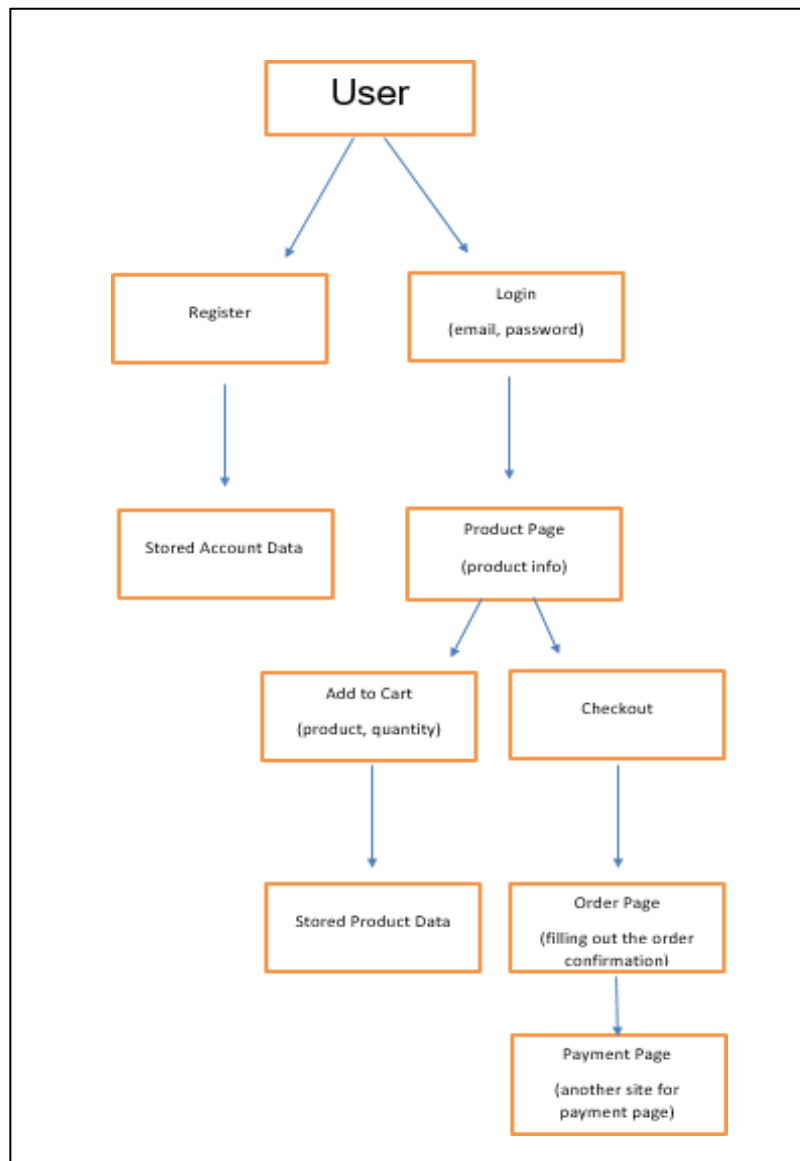 User
Register
Login
(email, password)
Stored Account Data
Product Page
(product info)
Add to Cart
(product, quantity)
Checkout
Stored Product Data
Order Page
(filling out the order
confirmation)
Payment Page
(another site for
payment page)